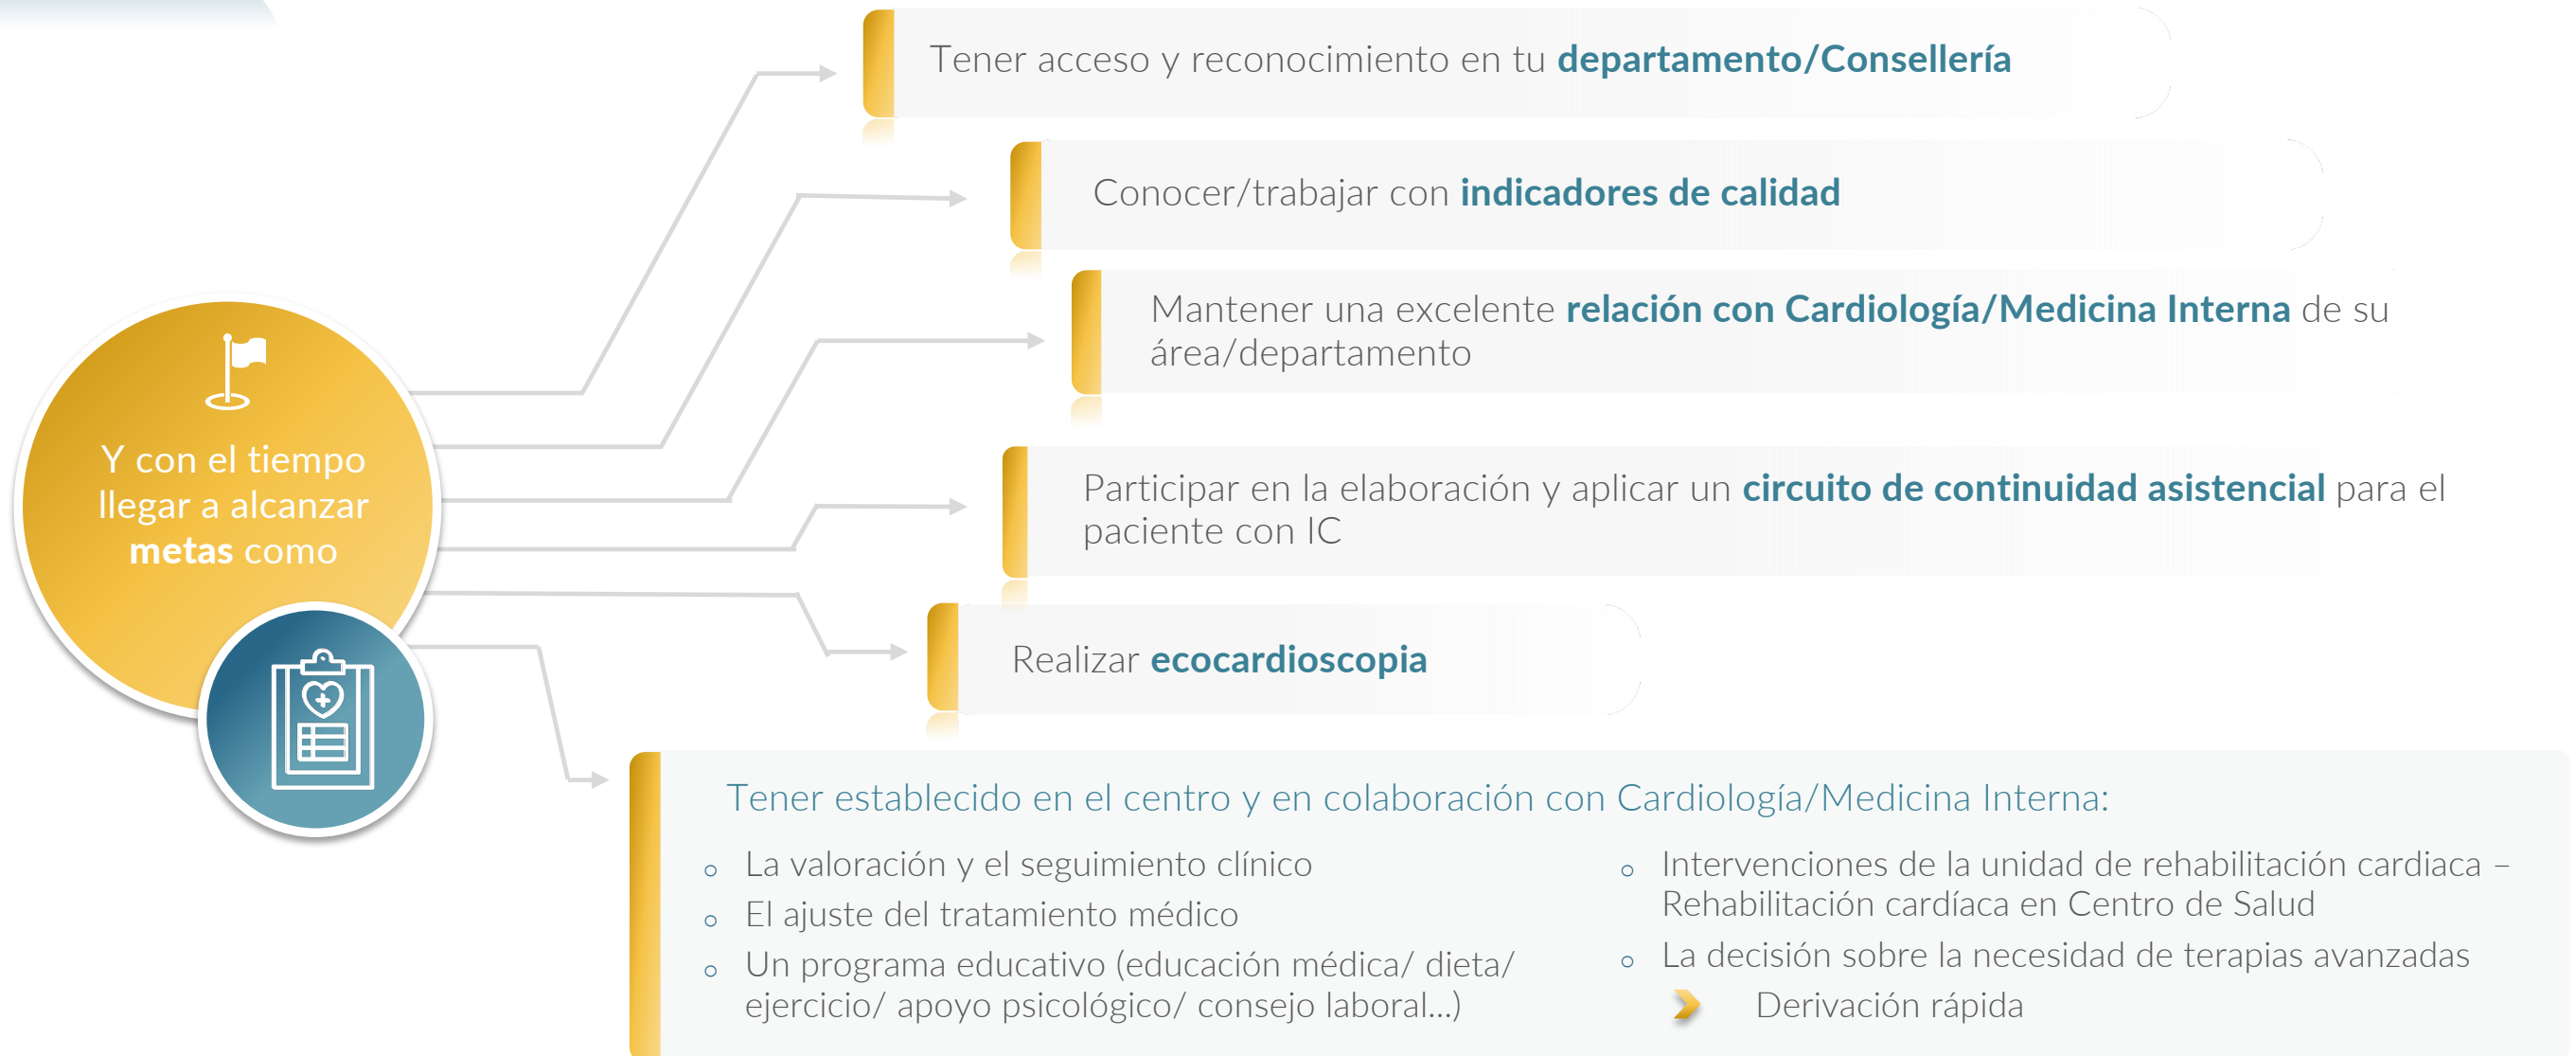 Tener acceso y reconocimiento en tu departamento/Consellería
Conocer/trabajar con indicadores de calidad
Mantener una excelente relación con Cardiología/Medicina Interna de su
área/departamento
Y con el tiempo
llegar a alcanzar
metas como
Participar en la elaboración y aplicar un circuito de continuidad asistencial para el
paciente con IC
Realizar ecocardioscopia
Tener establecido en el centro y en colaboración con Cardiología/Medicina Interna:
La valoración y el seguimiento clínico
El ajuste del tratamiento médico
Un programa educativo (educación médica/ dieta/
ejercicio/ apoyo psicológico/ consejo laboral...)
Intervenciones de la unidad de rehabilitación cardiaca –
Rehabilitación cardíaca en Centro de Salud
La decisión sobre la necesidad de terapias avanzadas
Derivación rápida